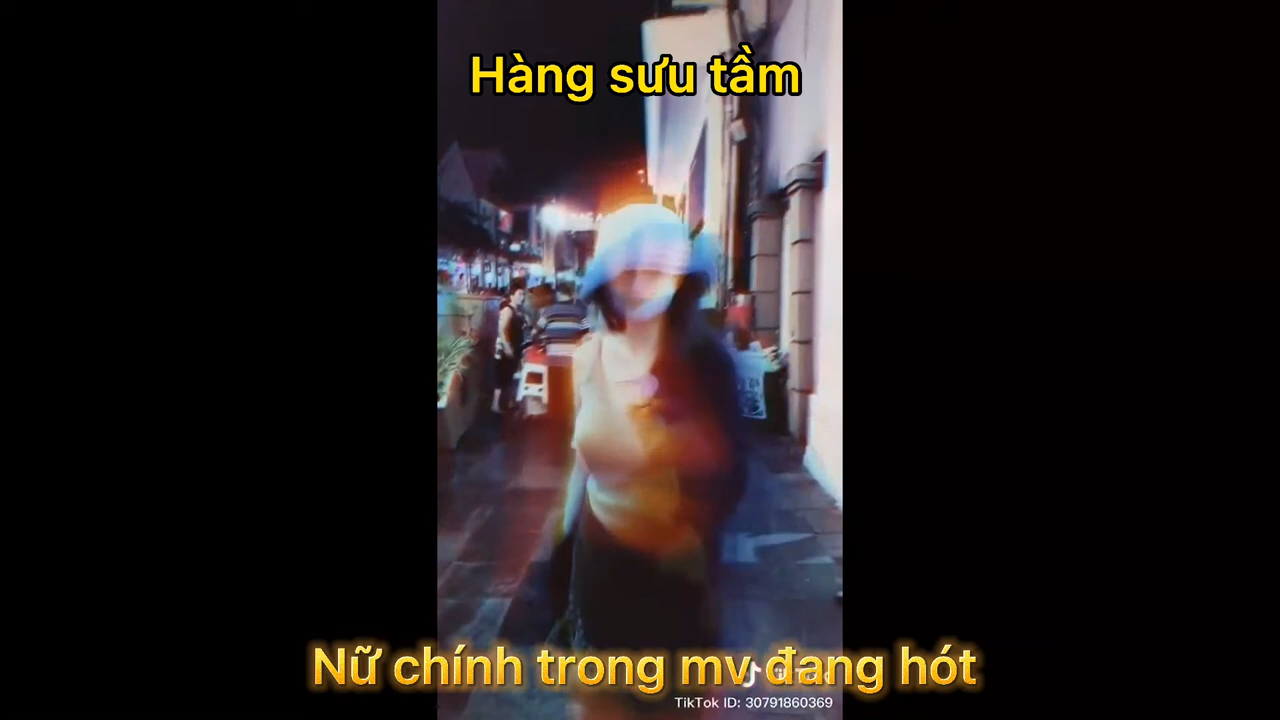 Hàng sưu tầm
Nữ chính trong mv đang hót
TikTok ID: 30791860369